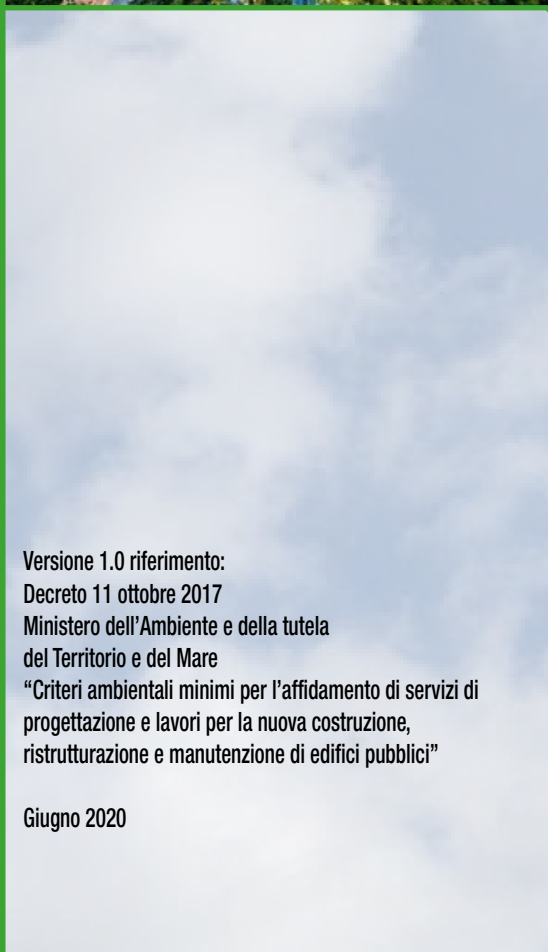 Versione 1.0 riferimento:
Decreto 11 ottobre 2017
Ministero dell’Ambiente e della tutela
del Territorio e del Mare
“Criteri ambientali minimi per l’affidamento di servizi di
progettazione e lavori per la nuova costruzione,
ristrutturazione e manutenzione di edifici pubblici”
Giugno 2020